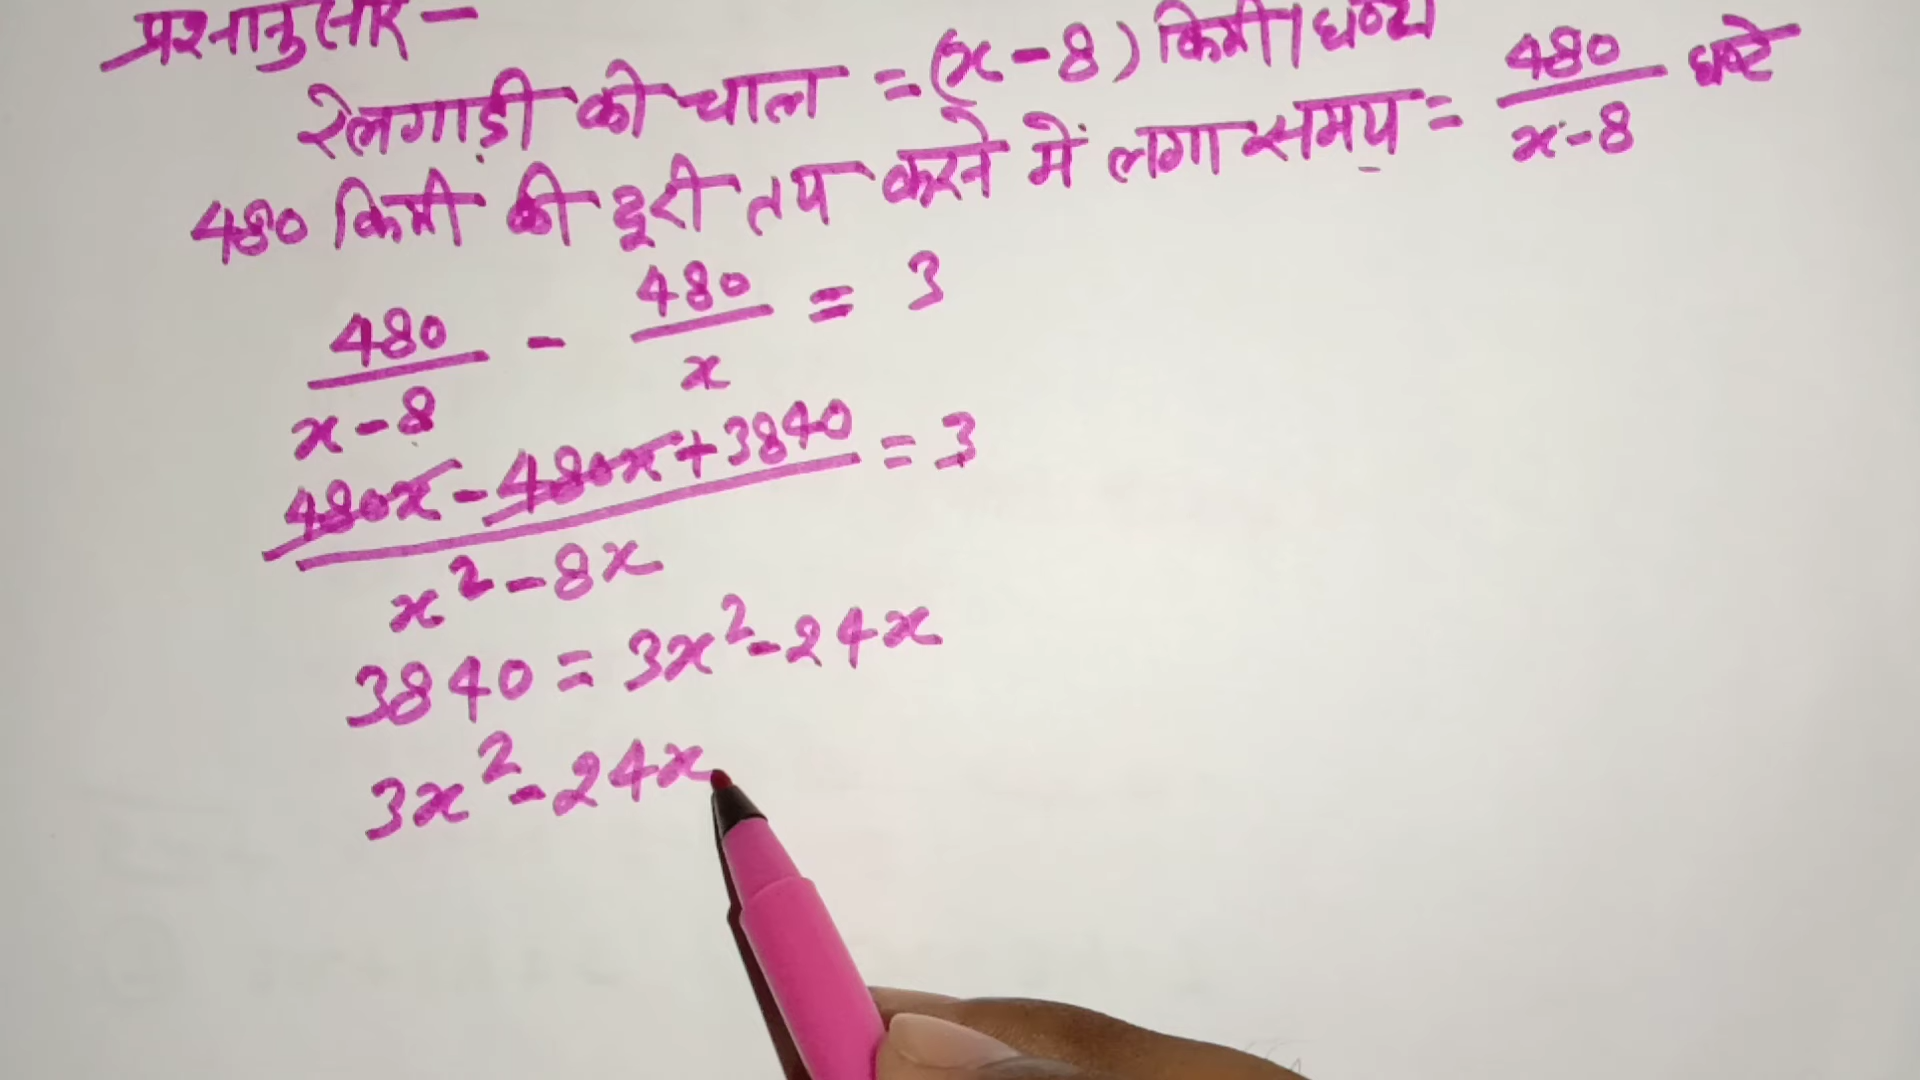 प्रश्नानुसार -
रेलगाड़ी की चाल = (x - 8) किमी/घण्टा
480 किमी की दूरी तय करने में लगा समय = 480/x-8 घण्टे
480/x-8 - 480/x = 3
480x - 480x + 3840/x² - 8x = 3
3840 = 3x² - 24x
3x² - 24x